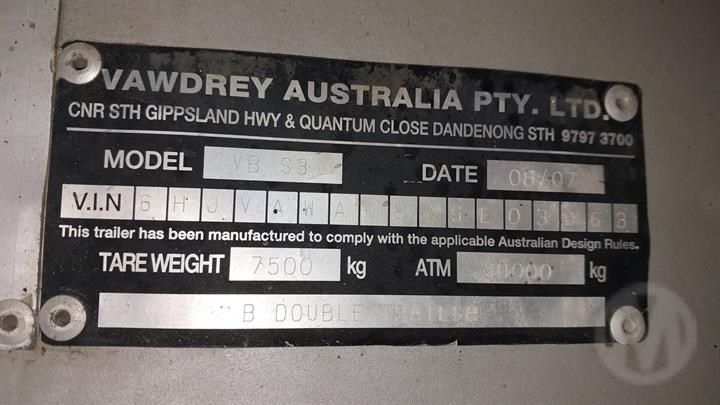 VAWDREY AUSTRALIA PTY. LTD.
CNR STH GIPPSLAND HWY & QUANTUM CLOSE DANDENONG STH 9797 3700
MODEL VB S3 DATE 08/07
V.I.N
This trailer has been manufactured to comply with the applicable Australian Design Rules.
TARE WEIGHT 7500 kg ATM kg
B DOUBLE TRAILER